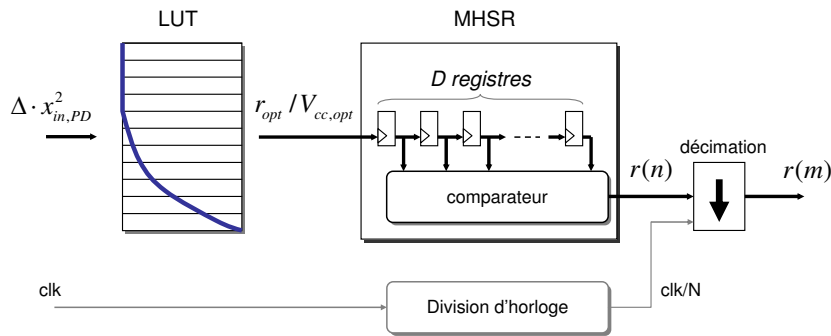 LUT
MHSR
D registres
Δ · x²in,PD
ropt / Vcc,opt
comparateur
r(n)
décimation
r(m)
clk
Division d'horloge
clk/N